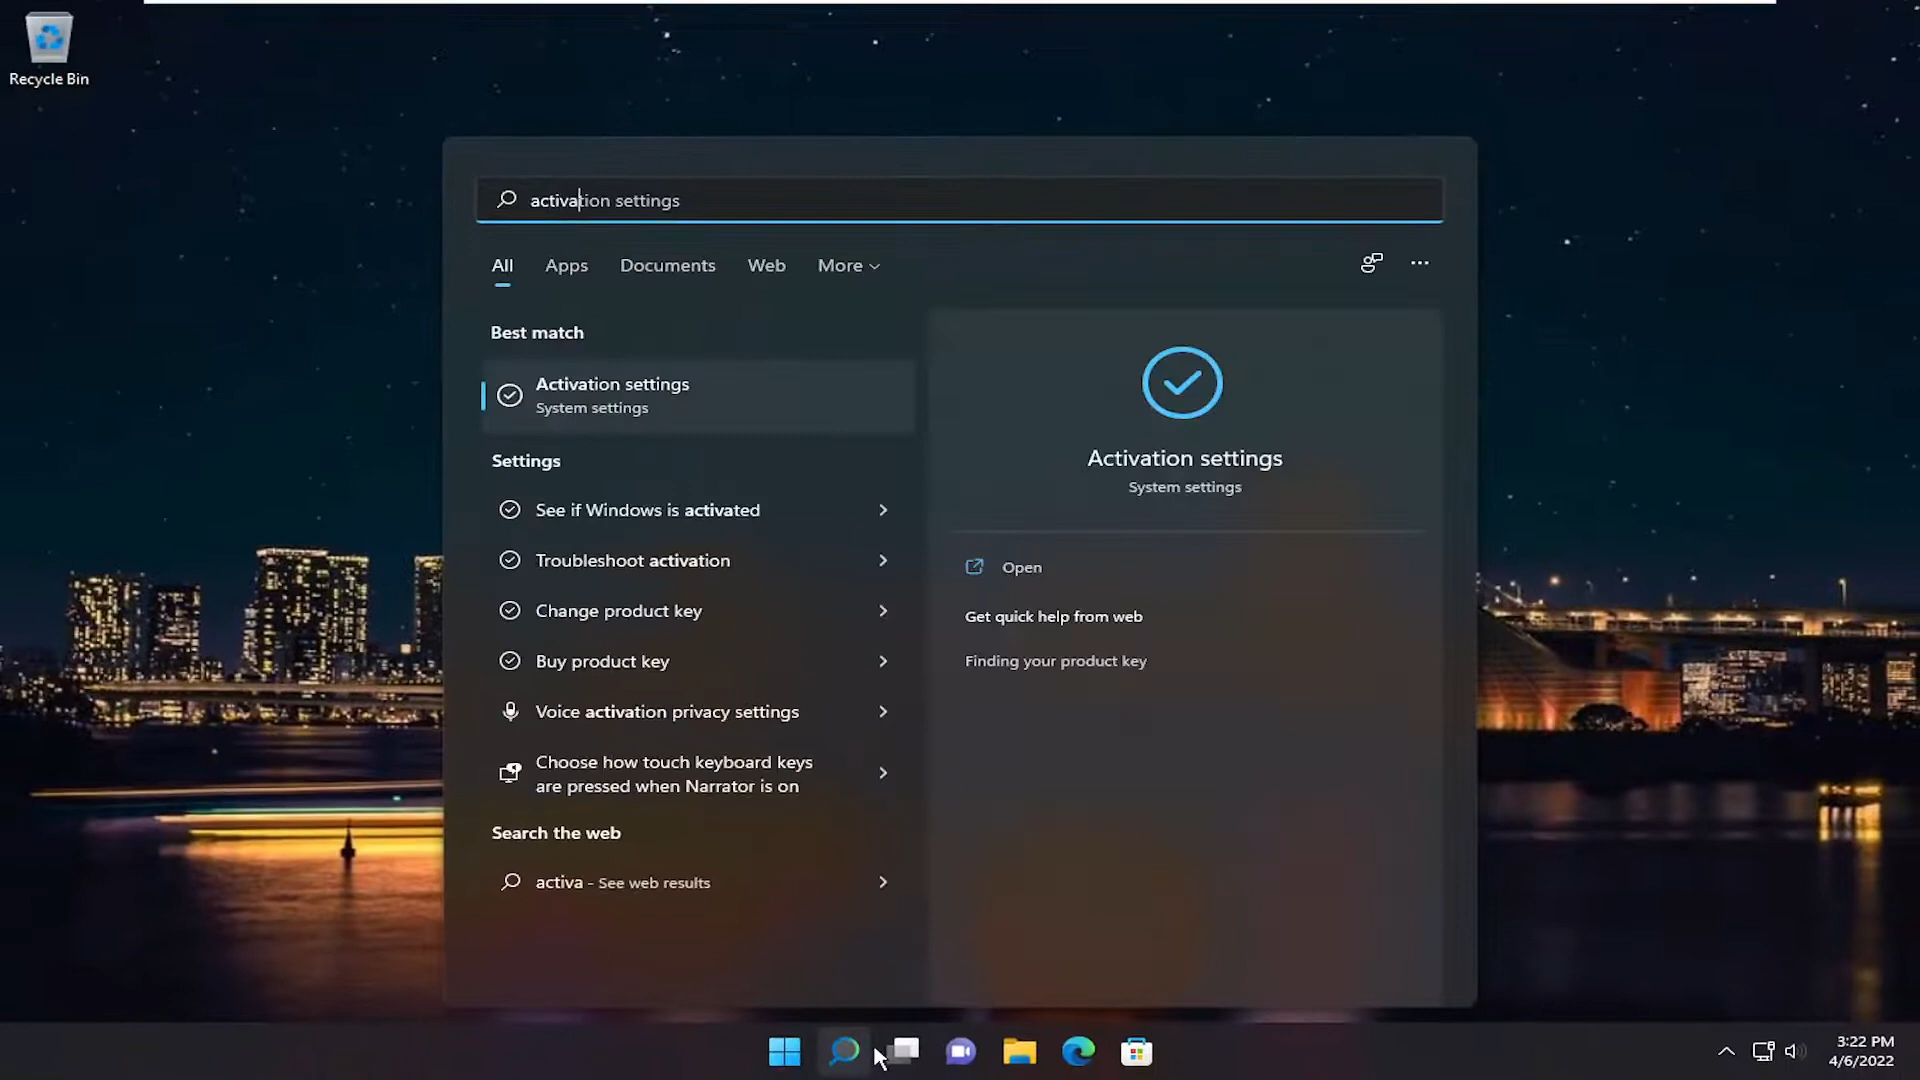 Recycle Bin
activation settings
All Apps Documents Web More
Best match
Activation settings
System settings
Settings
See if Windows is activated
Troubleshoot activation
Change product key
Buy product key
Voice activation privacy settings
Choose how touch keyboard keys
are pressed when Narrator is on
Search the web
activa - See web results
Activation settings
System settings
Open
Get quick help from web
Finding your product key
3:22 PM
4/6/2022